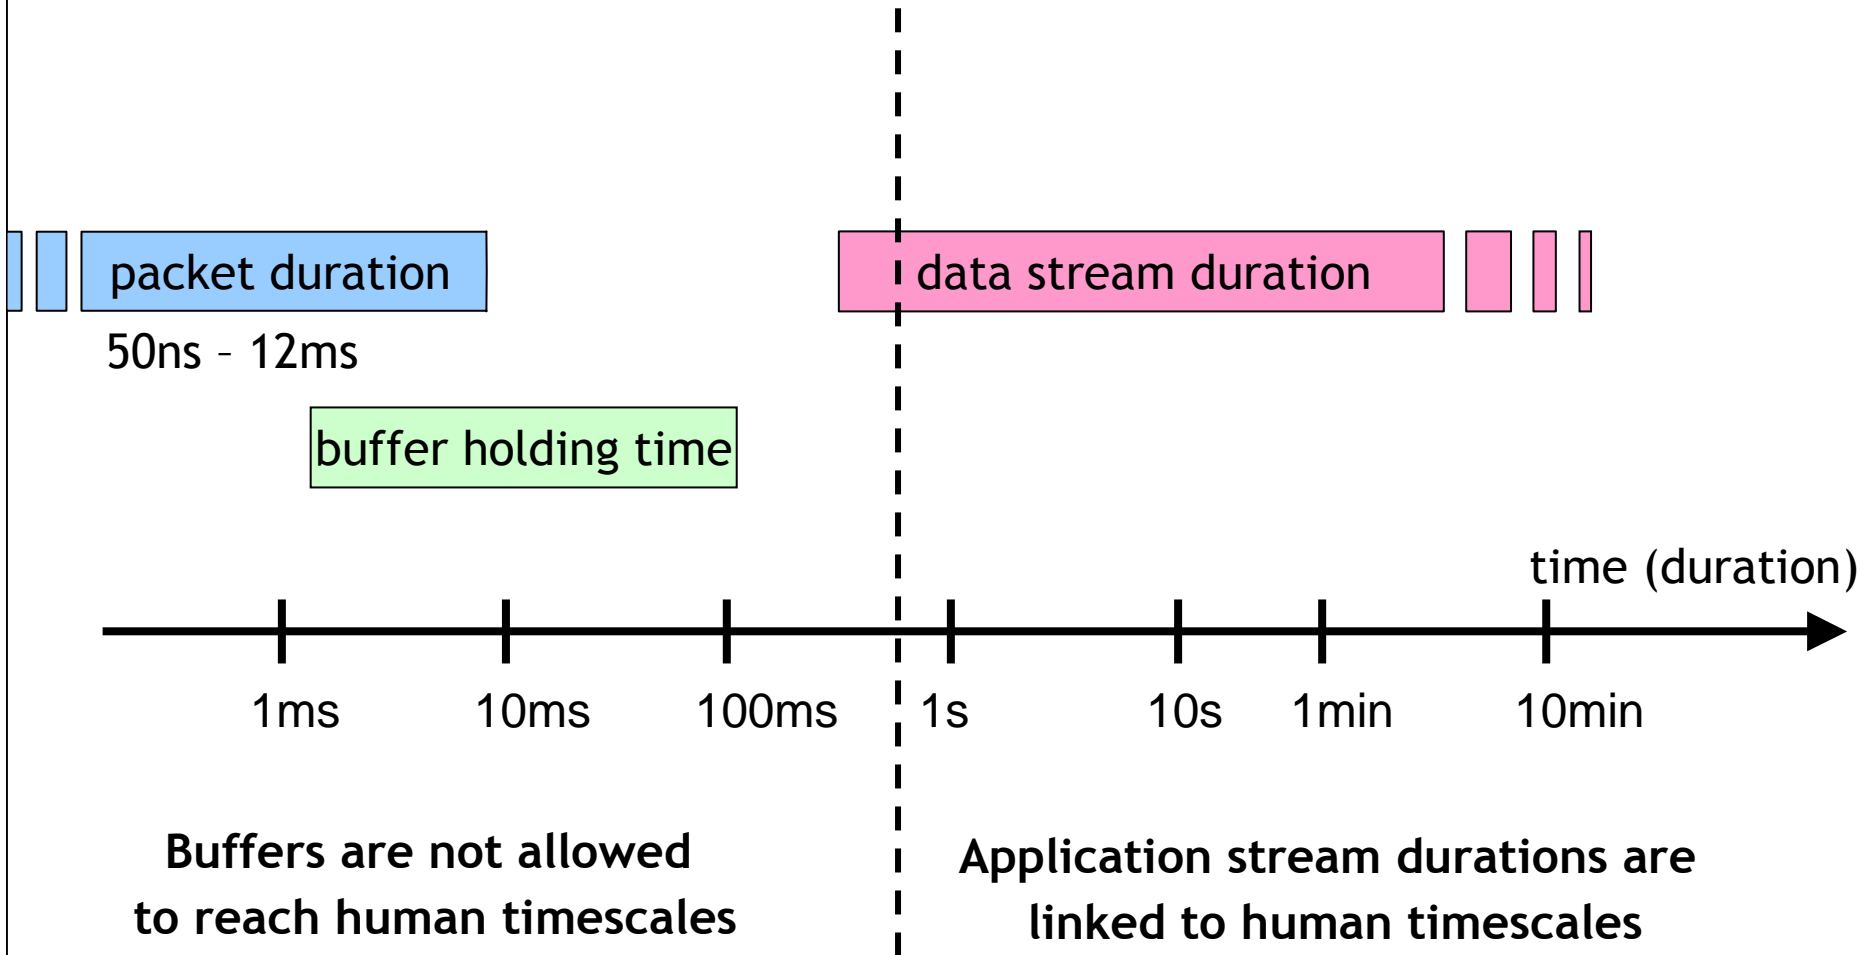 packet duration
data stream duration
50ns – 12ms
buffer holding time
time (duration)
1ms
10ms
100ms
1s
10s
1min
10min
Buffers are not allowed
to reach human timescales
Application stream durations are
linked to human timescales